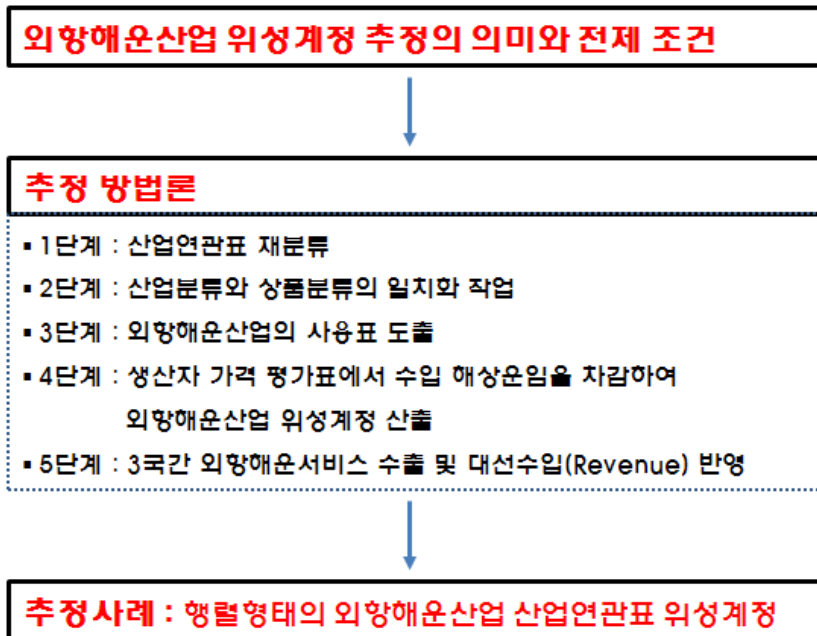 외항해운산업 위성계정 추정의 의미와 전제 조건
추정 방법론
▪ 1단계 : 산업연관표 재분류
▪ 2단계 : 산업분류와 상품분류의 일치화 작업
▪ 3단계 : 외항해운산업의 사용표 도출
▪ 4단계 : 생산자 가격 평가표에서 수입 해상운임을 차감하여
외항해운산업 위성계정 산출
▪ 5단계 : 3국간 외항해운서비스 수출 및 대선수입(Revenue) 반영
추정사례 : 행렬형태의 외항해운산업 산업연관표 위성계정